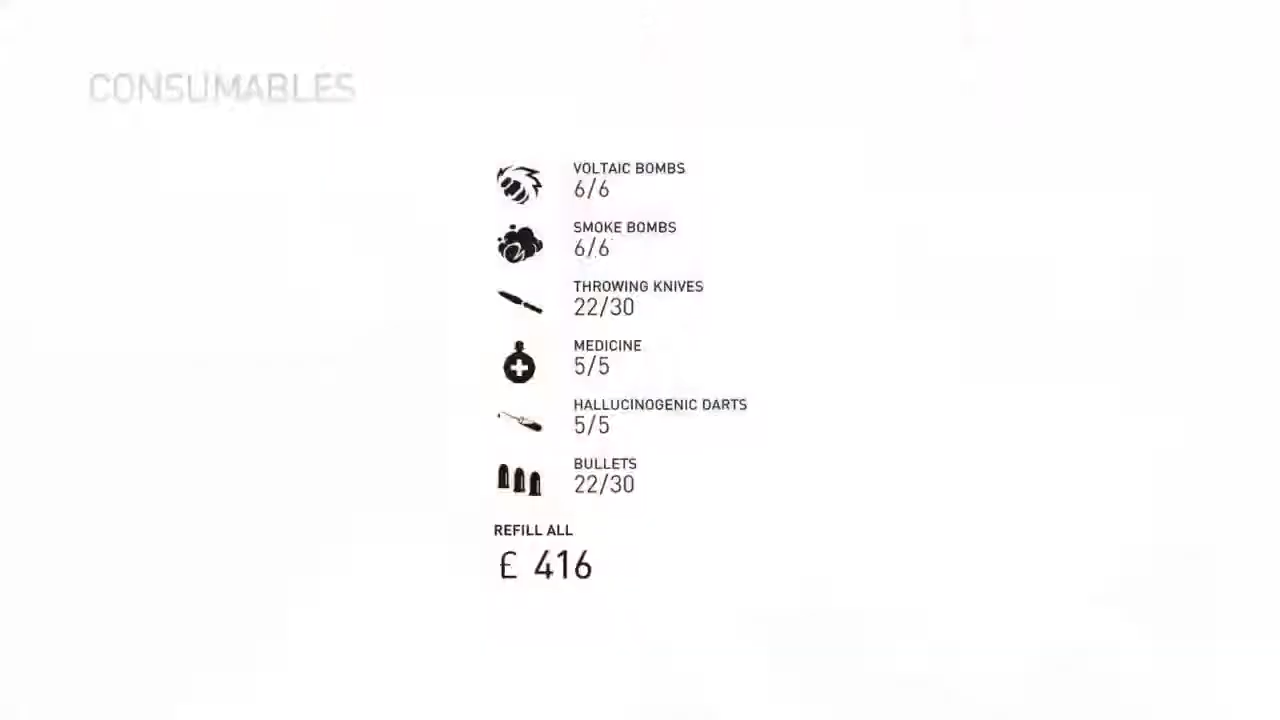 CONSUMABLES
VOLTAIC BOMBS
6/6
SMOKE BOMBS
6/6
THROWING KNIVES
22/30
MEDICINE
5/5
HALLUCINOGENIC DARTS
5/5
BULLETS
22/30
REFILL ALL
£ 416